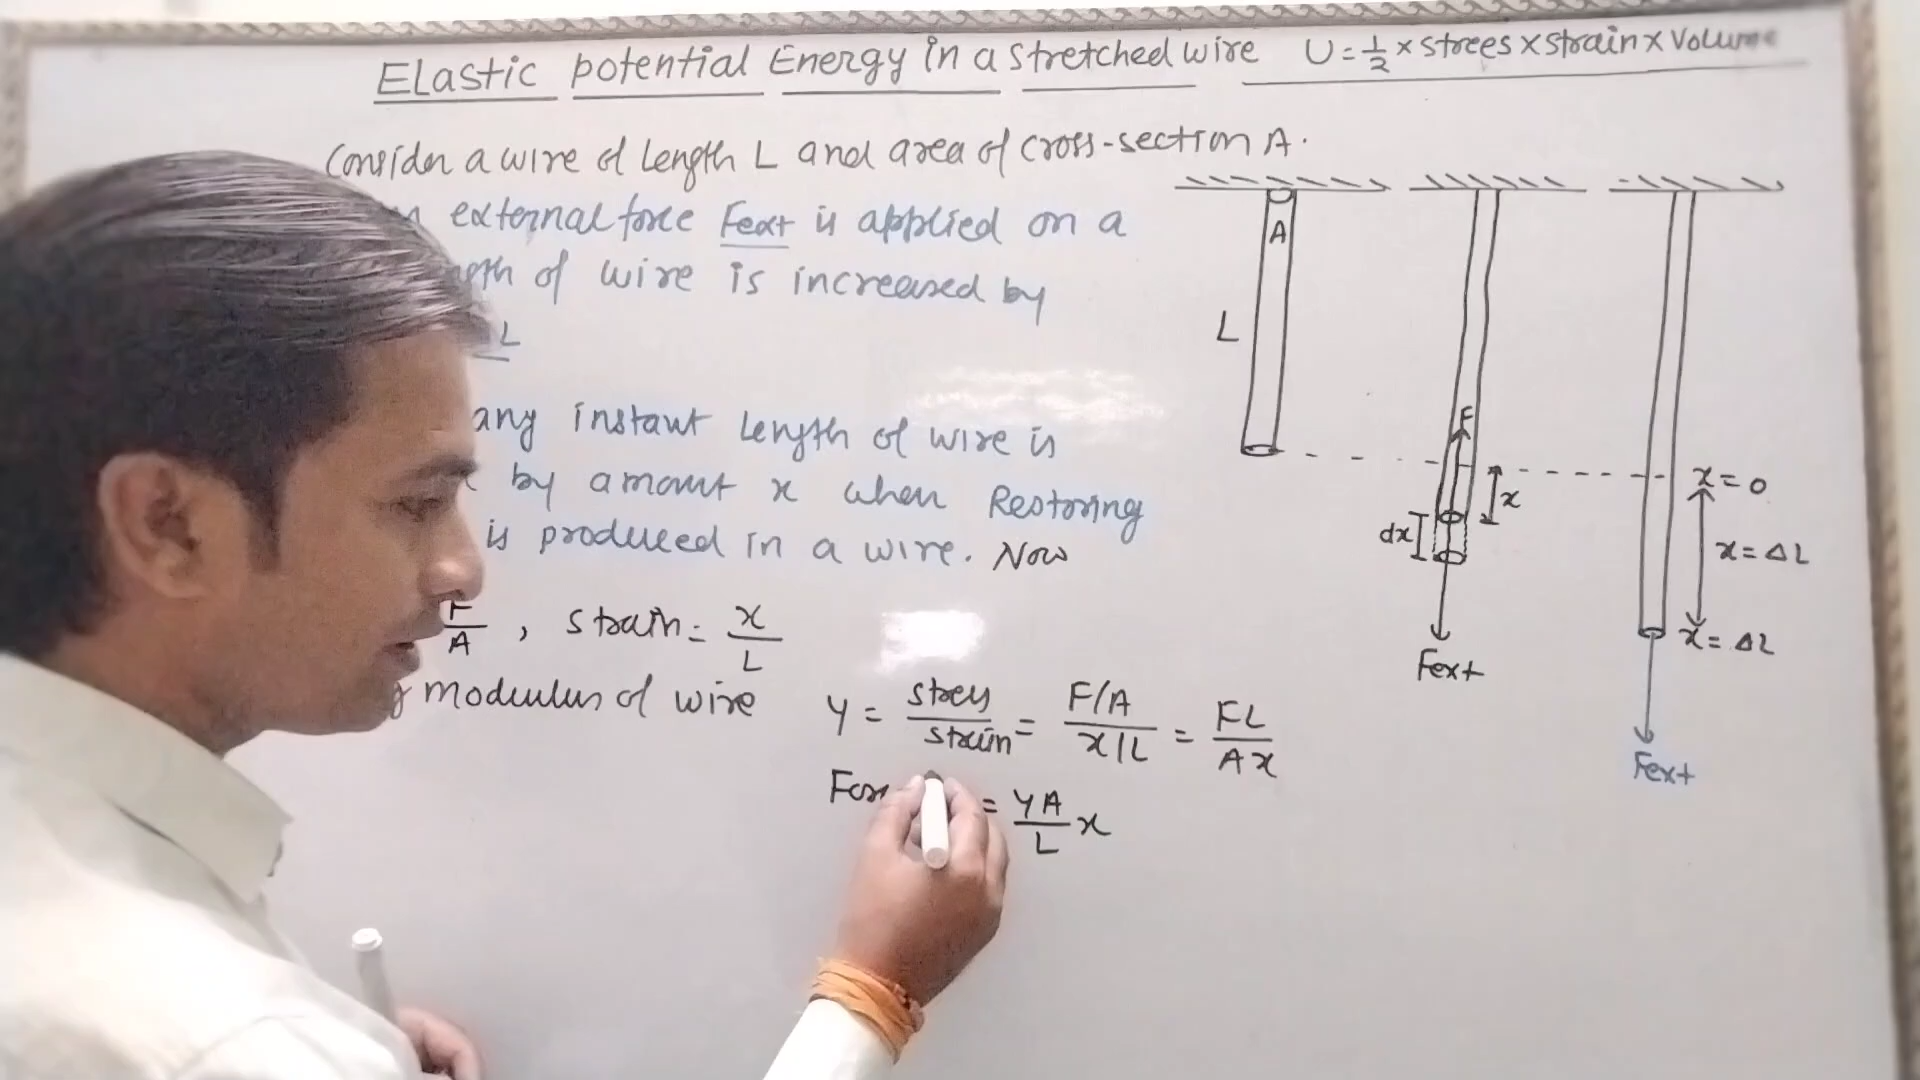 Elastic potential Energy in a stretched wire U = 1/2 × strees × strain × Volume
Consider a wire of length L and area of cross-section A.
external force Fext is applied on a
of wire is increased by
L
any instant Length of wire is
by amount x when Restoring
is produced in a wire. Now
F/A , strain = x/L
modulus of wire
Y = stress/strain = F/A / x/L = FL/Ax
= YA/L x
A
L
F
x
dx
Fext
x = 0
x = ΔL
x = ΔL
Fext